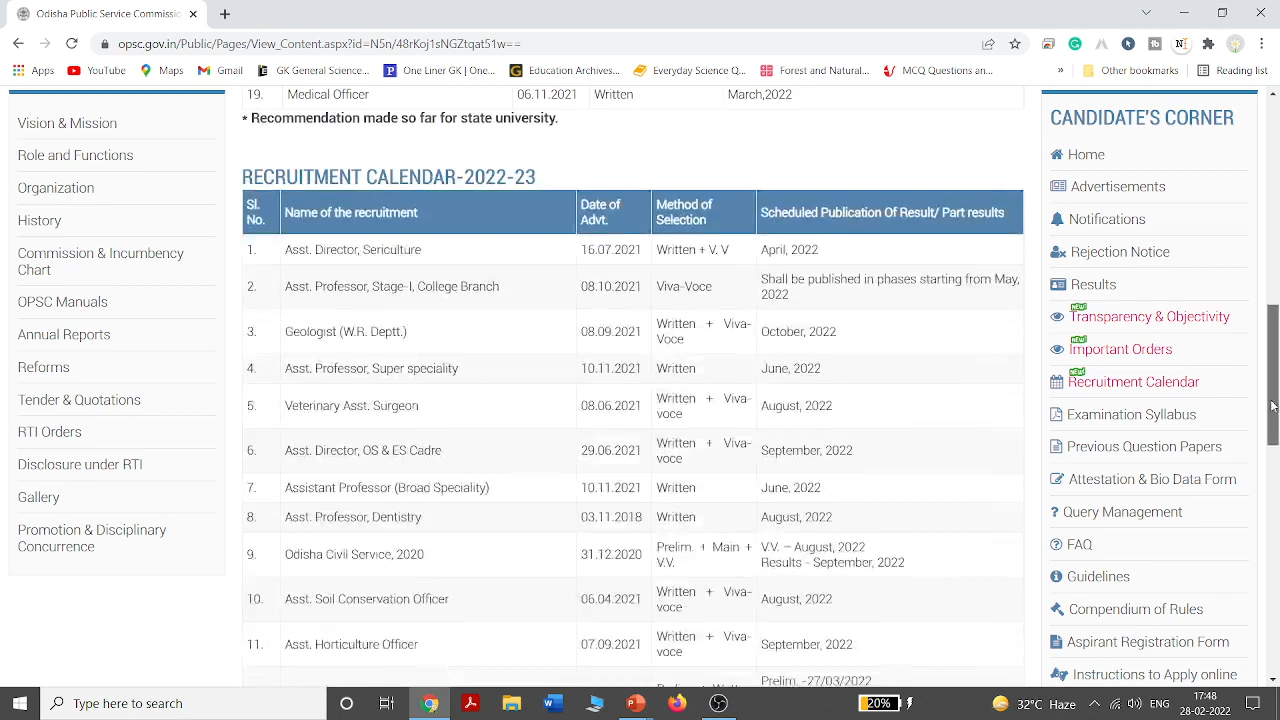 Odisha Public Service Commissi
opsc.gov.in/Public/Pages/View_Content.asp?id_lI5n/48rKoj1sNGZtqat51w==
Apps YouTube Maps Gmail GK General Science... One Liner GK | One... Education Archives... Everyday Science Q... Forest and Natural... MCQ Questions an... » Other bookmarks Reading list
Vision & Mission
Role and Functions
Organization
History
Commission & Incumbency
Chart
OPSC Manuals
Annual Reports
Reforms
Tender & Quotations
RTI Orders
Disclosure under RTI
Gallery
Promotion & Disciplinary
Concurrence
19. Medical Officer 06.11.2021 Written March,2022
* Recommendation made so far for state university.
RECRUITMENT CALENDAR-2022-23
Sl. No. Name of the recruitment Date of Advt. Method of Selection Scheduled Publication Of Result/ Part results
1. Asst. Director, Sericulture 16.07.2021 Written + V. V April, 2022
2. Asst. Professor, Stage-I, College Branch 08.10.2021 Viva-Voce Shall be published in phases starting from May, 2022
3. Geologist (W.R. Deptt.) 08.09.2021 Written + Viva-Voce October, 2022
4. Asst. Professor, Super speciality 10.11.2021 Written June, 2022
5. Veterinary Asst. Surgeon 08.06.2021 Written + Viva-voce August, 2022
6. Asst. Director, OS & ES Cadre 29.06.2021 Written + Viva-voce September, 2022
7. Assistant Professor (Broad Speciality) 10.11.2021 Written June, 2022
8. Asst. Professor, Dentistry 03.11.2018 Written August, 2022
9. Odisha Civil Service, 2020 31.12.2020 Prelim. + Main + V.V. V.V. – August, 2022
Results - September, 2022
10. Asst. Soil Conservation Officer 06.04.2021 Written + Viva-voce August, 2022
11. Asst. Horticulture Officer 07.09.2021 Written + Viva-voce September, 2022
Prelim. -27/03/2022
CANDIDATE'S CORNER
Home
Advertisements
Notifications
Rejection Notice
Results
NEW!
Transparency & Objectivity
NEW!
Important Orders
NEW!
Recruitment Calendar
Examination Syllabus
Previous Question Papers
Attestation & Bio Data Form
Query Management
FAQ
Guidelines
Compendium of Rules
Aspirant Registration Form
Instructions to Apply online
Type here to search
20%
32°C Haze
17:48
28-02-2022